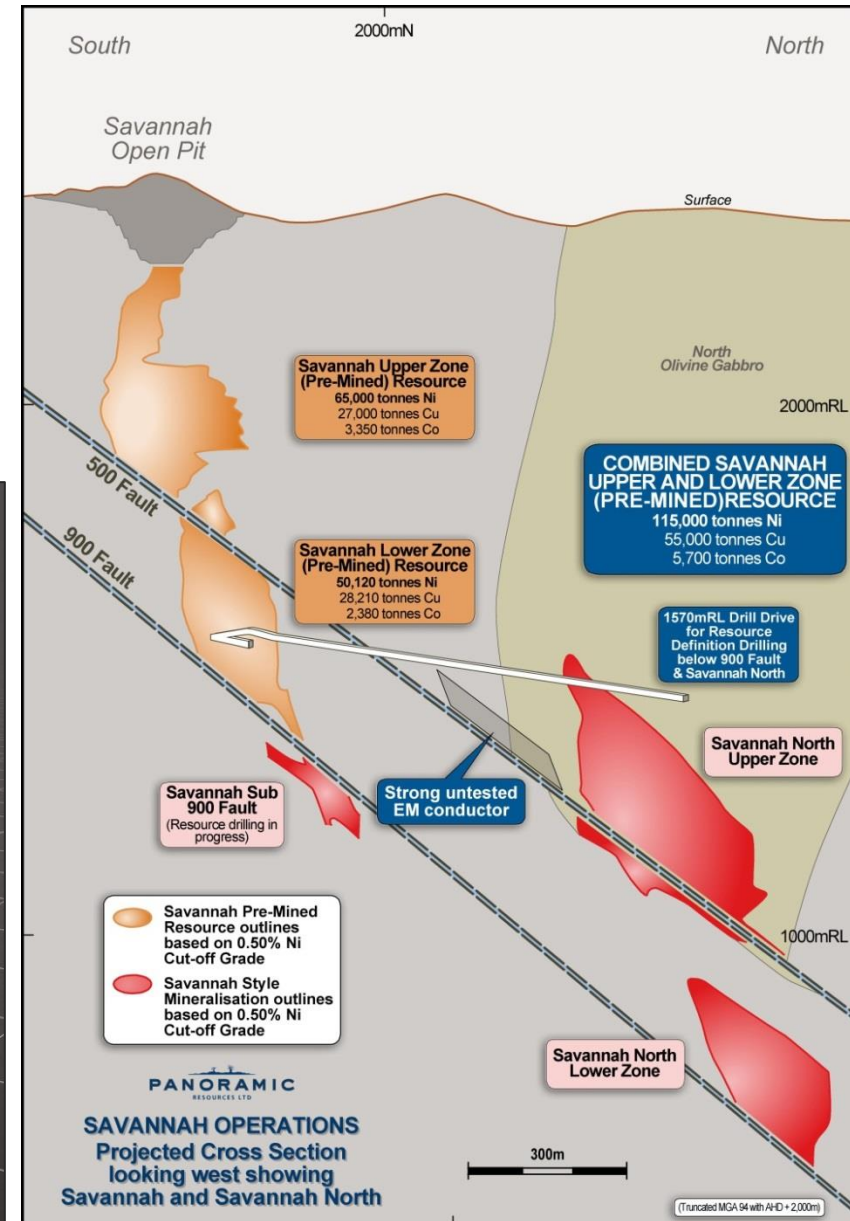 South
2000mN
North
Savannah
Open Pit
Surface
North
Olivine Gabbro
Savannah Upper Zone
(Pre-Mined) Resource
65,000 tonnes Ni
27,000 tonnes Cu
3,350 tonnes Co
2000mRL
COMBINED SAVANNAH
UPPER AND LOWER ZONE
(PRE-MINED)RESOURCE
115,000 tonnes Ni
55,000 tonnes Cu
5,700 tonnes Co
500 Fault
900 Fault
Savannah Lower Zone
(Pre-Mined) Resource
50,120 tonnes Ni
28,210 tonnes Cu
2,380 tonnes Co
1570mRL Drill Drive
for Resource
Definition Drilling
below 900 Fault
& Savannah North
Savannah North
Upper Zone
Strong untested
EM conductor
Savannah Sub
900 Fault
(Resource drilling in
progress)
Savannah Pre-Mined
Resource outlines
based on 0.50% Ni
Cut-off Grade
Savannah Style
Mineralisation outlines
based on 0.50% Ni
Cut-off Grade
1000mRL
Savannah North
Lower Zone
PANORAMIC
RESOURCES LTD
SAVANNAH OPERATIONS
Projected Cross Section
looking west showing
Savannah and Savannah North
300m
(Truncated MGA 94 with AHD + 2,000m)